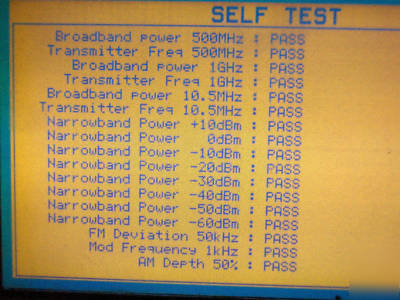 SELF TEST
Broadband power 500MHz : PASS
Transmitter Freq 500MHz : PASS
Broadband power 1GHz : PASS
Transmitter Freq 1GHz : PASS
Broadband power 10.5MHz : PASS
Transmitter Freq 10.5MHz : PASS
Narrowband Power +10dBm : PASS
Narrowband Power 0dBm : PASS
Narrowband Power -10dBm : PASS
Narrowband Power -20dBm : PASS
Narrowband Power -30dBm : PASS
Narrowband Power -40dBm : PASS
Narrowband Power -50dBm : PASS
Narrowband Power -60dBm : PASS
FM Deviation 50kHz : PASS
Mod Frequency 1kHz : PASS
AM Depth 50% : PASS